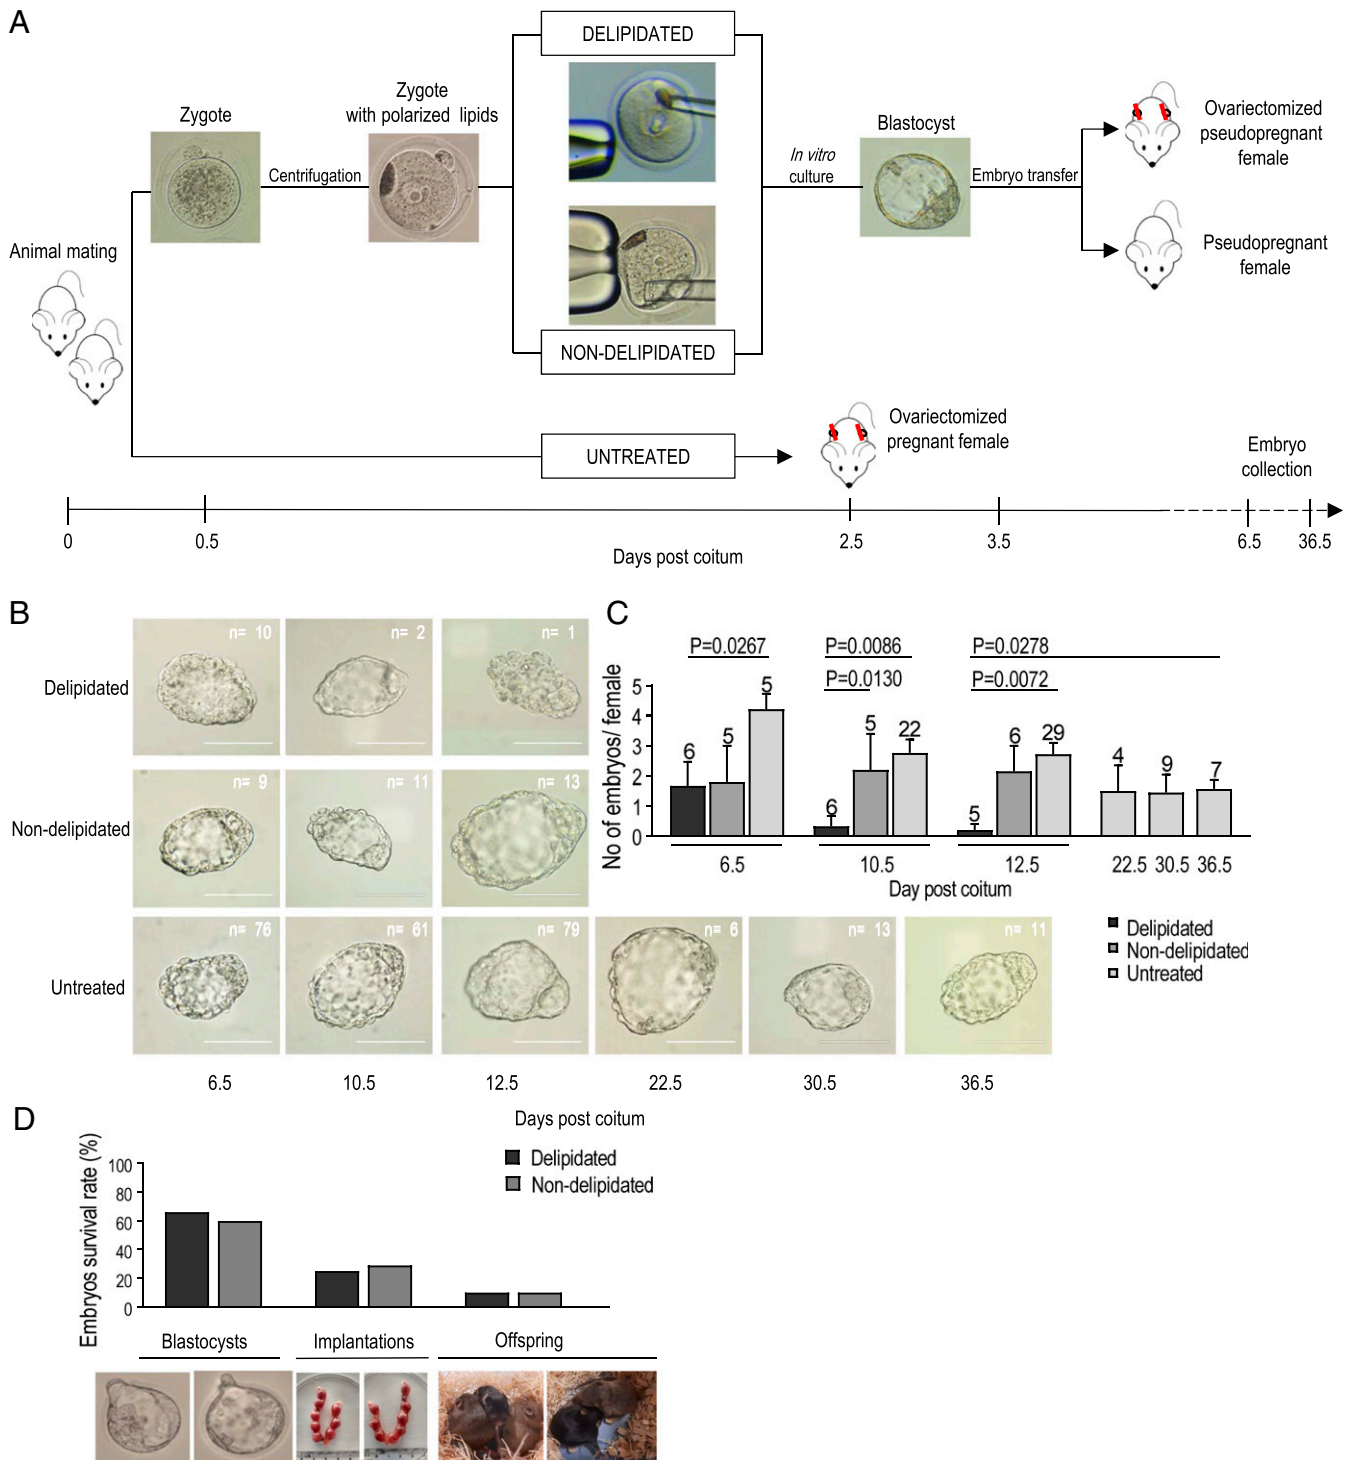 A
DELIPIDATED
Zygote
Zygote
with polarized lipids
Centrifugation
In vitro
culture
Blastocyst
Embryo transfer
Ovariectomized
pseudopregnant
female
Pseudopregnant
female
Animal mating
NON-DELIPIDATED
UNTREATED
Ovariectomized
pregnant female
Embryo
collection
0
0.5
2.5
3.5
6.5
36.5
Days post coitum
B
n= 10
n= 2
n= 1
Delipidated
n= 9
n= 11
n= 13
Non-delipidated
n= 76
n= 61
n= 79
n= 6
n= 13
n= 11
Untreated
6.5
10.5
12.5
22.5
30.5
36.5
Days post coitum
C
P=0.0267
P=0.0086
P=0.0130
P=0.0278
P=0.0072
No of embryos/ female
5
4
3
2
1
0
6
5
5
6
5
22
5
6
29
4
9
7
6.5
10.5
12.5
22.5
30.5
36.5
Day post coitum
Delipidated
Non-delipidated
Untreated
D
Embryos survival rate (%)
100
80
60
40
20
0
Delipidated
Non-delipidated
Blastocysts
Implantations
Offspring